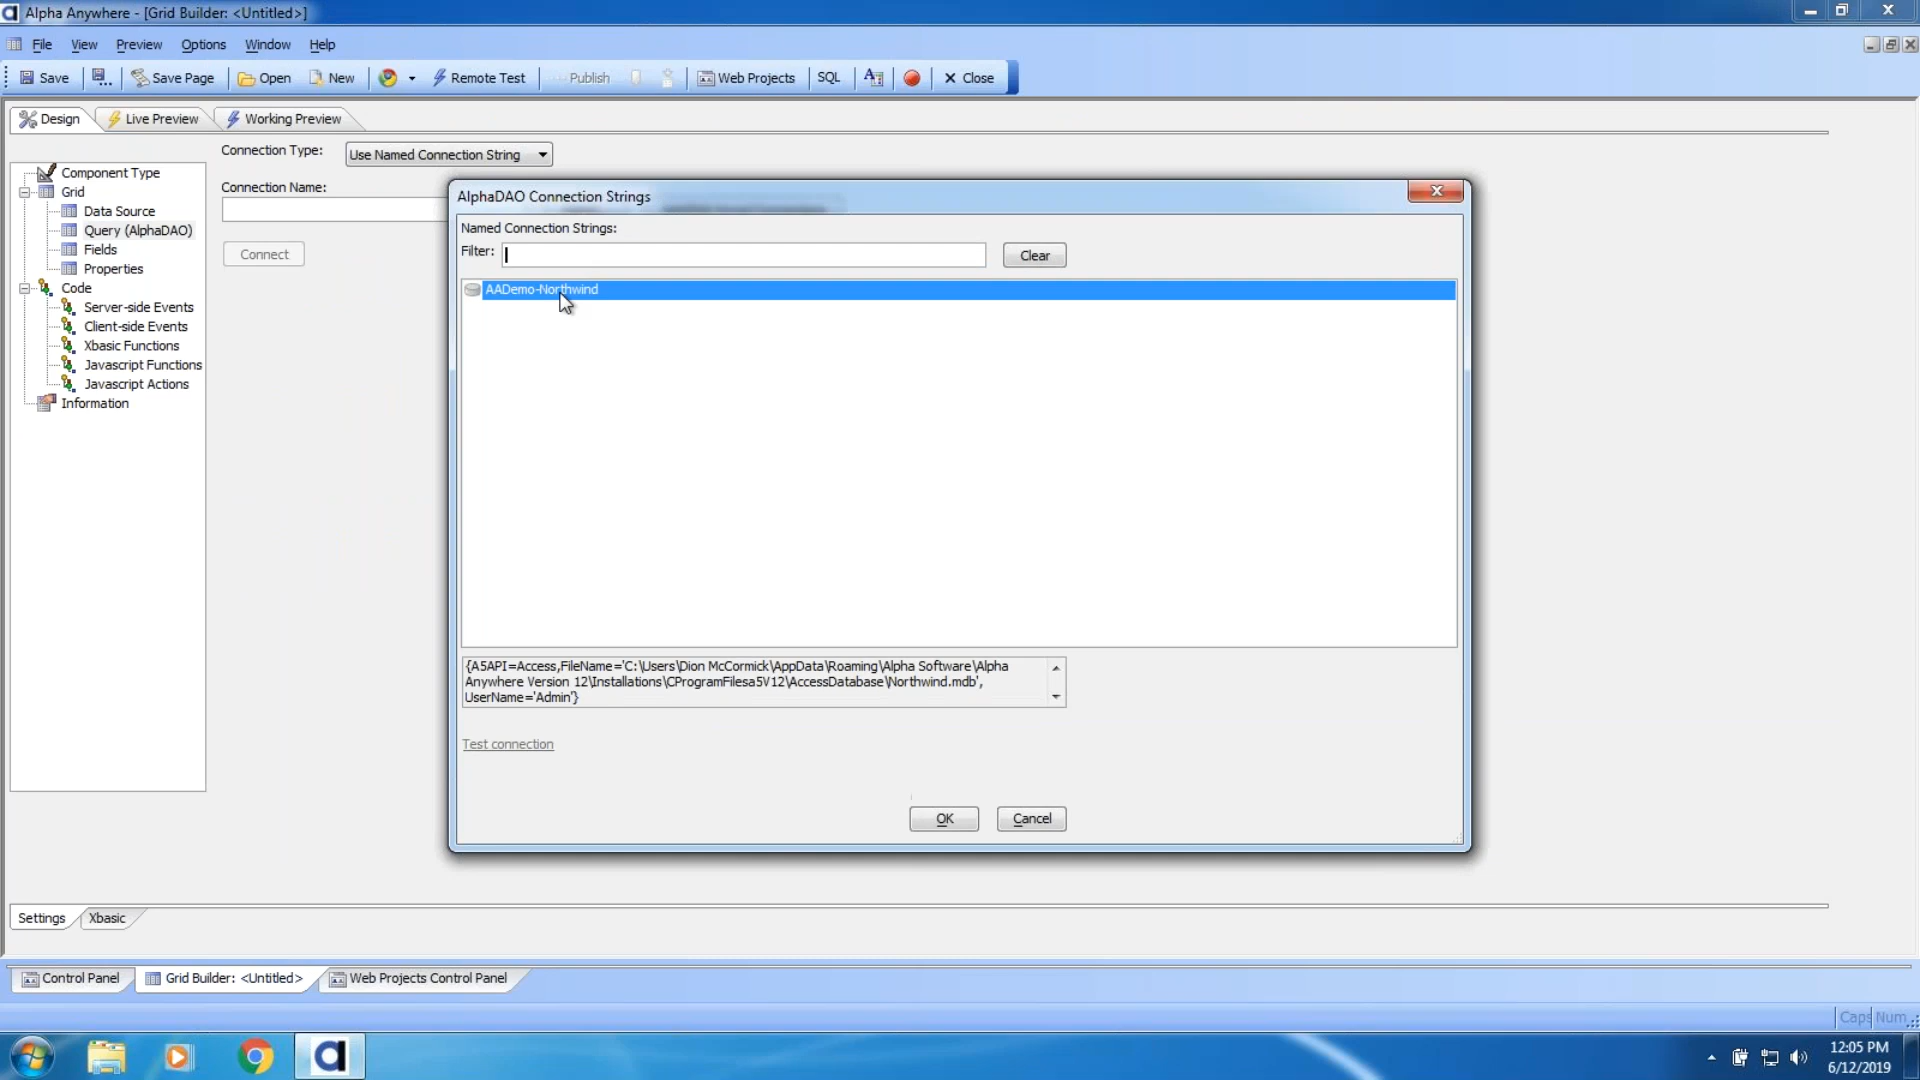 Alpha Anywhere - [Grid Builder: <Untitled>]
File View Preview Options Window Help
Save Save Page Open New Remote Test Publish Web Projects SQL Close
Design Live Preview Working Preview
Connection Type: Use Named Connection String
Connection Name:
Connect
Component Type
Grid
Data Source
Query (AlphaDAO)
Fields
Properties
Code
Server-side Events
Client-side Events
Xbasic Functions
Javascript Functions
Javascript Actions
Information
AlphaDAO Connection Strings
Named Connection Strings:
Filter: Clear
AADemo-Northwind
{A5API=Access,FileName='C:\Users\Dion McCormick\AppData\Roaming\Alpha Software\Alpha
Anywhere Version 12\Installations\CProgramFilesa5V12\AccessDatabase\Northwind.mdb',
UserName='Admin'}
Test connection
OK Cancel
Settings Xbasic
Control Panel Grid Builder: <Untitled> Web Projects Control Panel
Caps Num
12:05 PM
6/12/2019